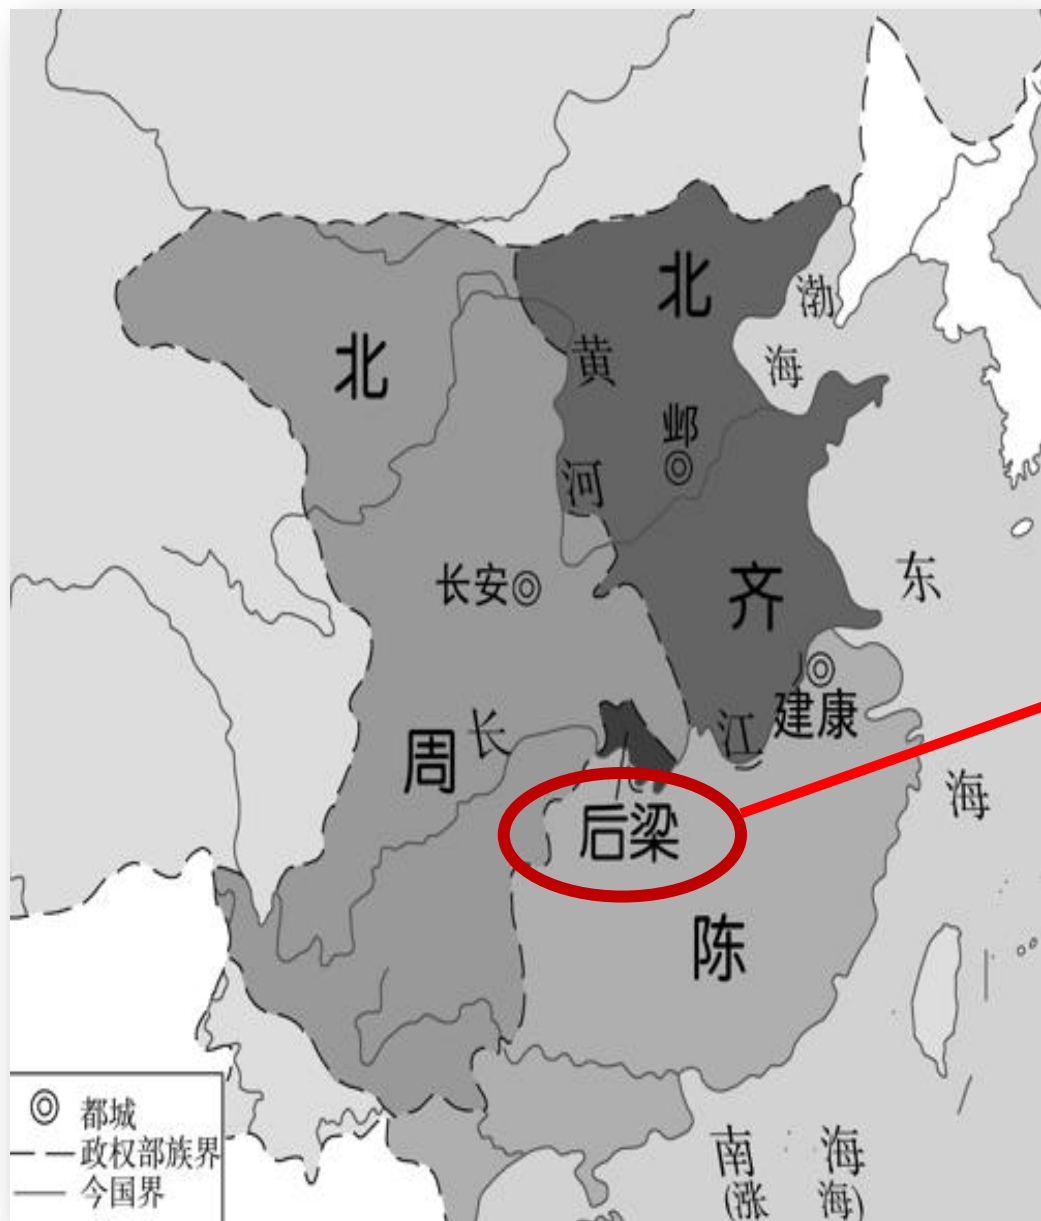 北
北
渤
海
黄
河
邺
长安
齐
东
海
建康
周
长
江
后梁
陈
南 海
(涨 海)
都城
政权部族界
今国界